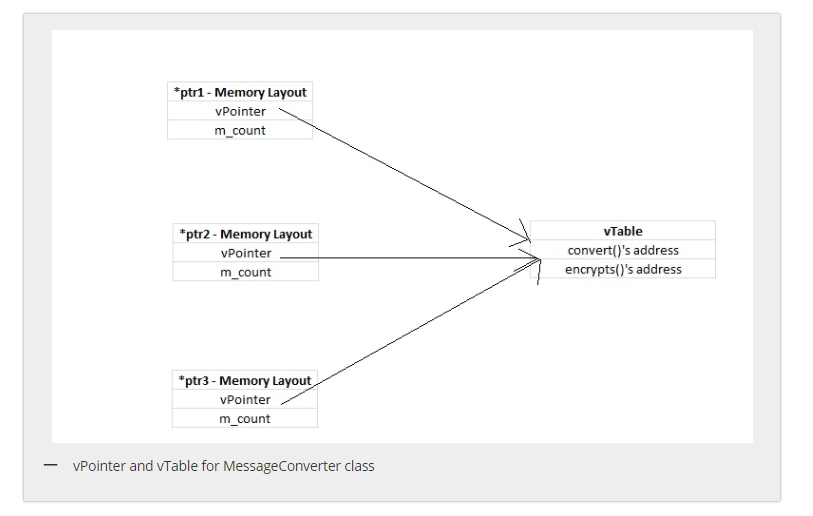 *ptr1 - Memory Layout
vPointer
m_count
*ptr2 - Memory Layout
vPointer
m_count
vTable
convert()'s address
encrypts()'s address
*ptr3 - Memory Layout
vPointer
m_count
— vPointer and vTable for MessageConverter class